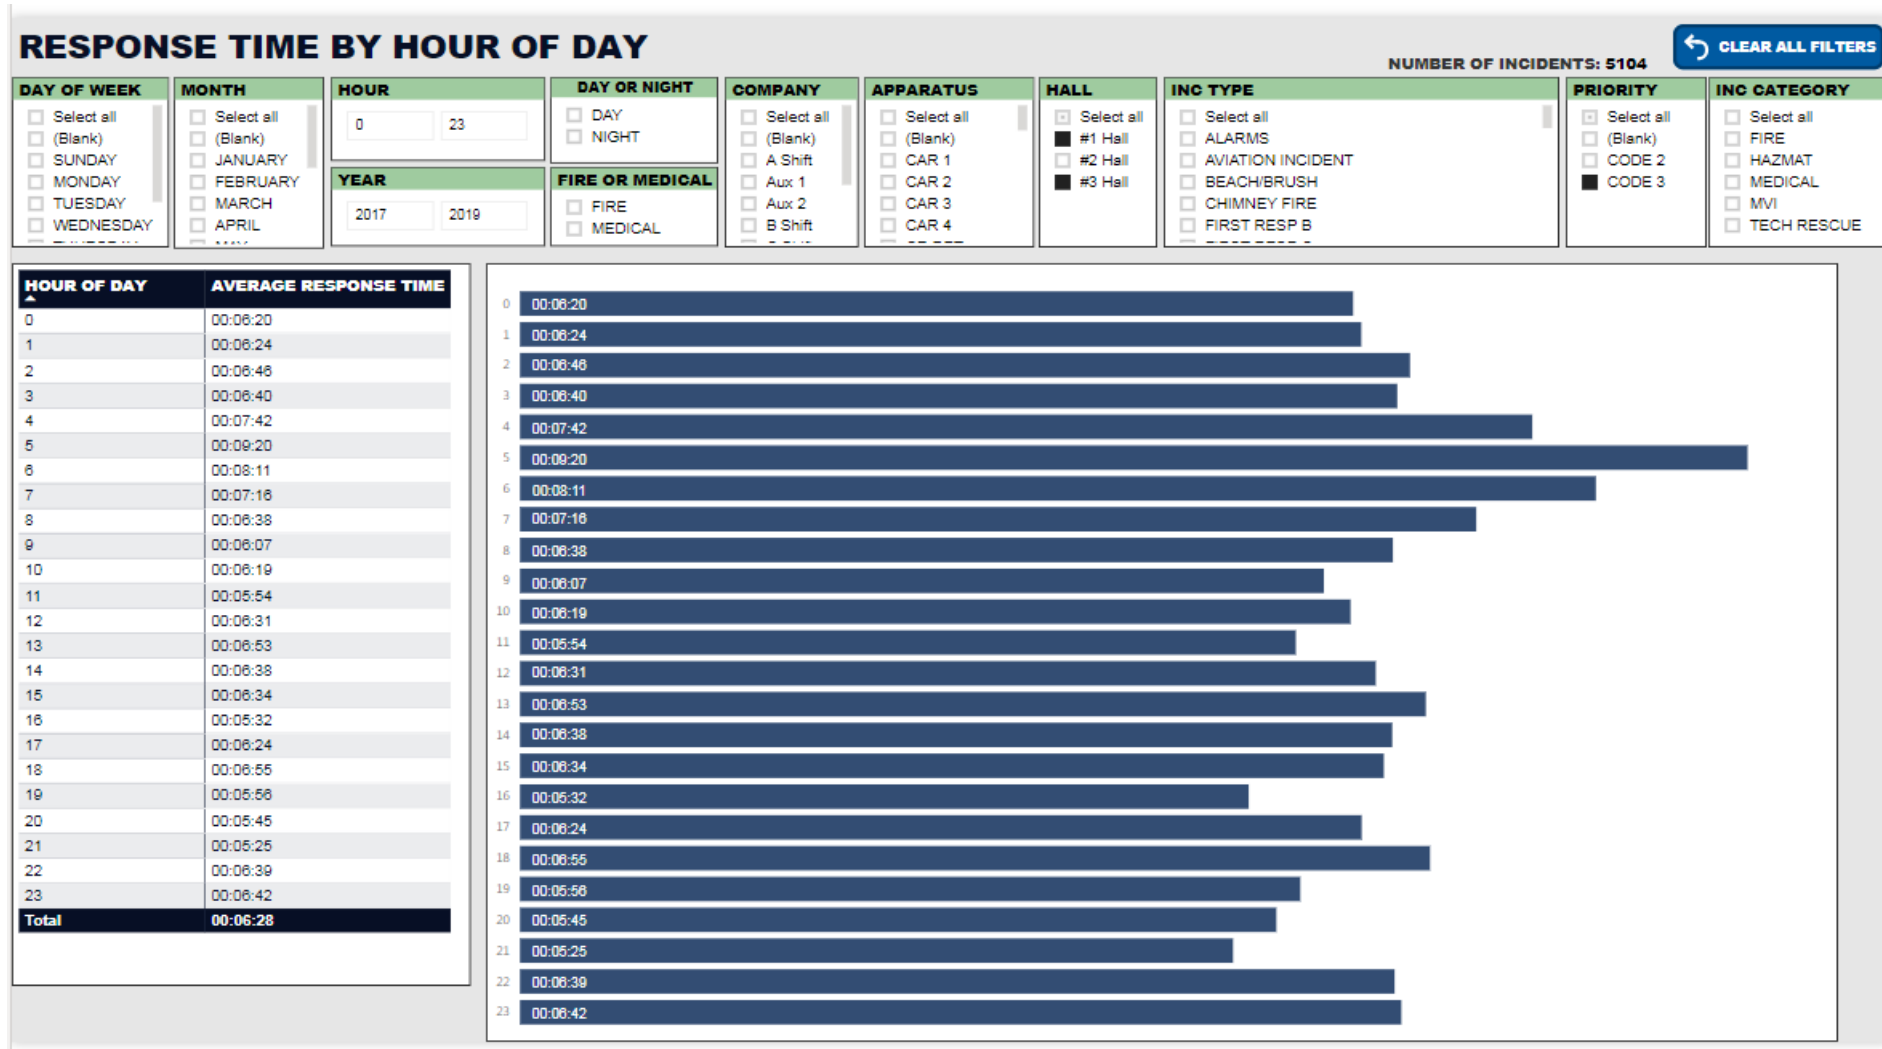 RESPONSE TIME BY HOUR OF DAY
NUMBER OF INCIDENTS: 5104
CLEAR ALL FILTERS
DAY OF WEEK
Select all
(Blank)
SUNDAY
MONDAY
TUESDAY
WEDNESDAY
MONTH
Select all
(Blank)
JANUARY
FEBRUARY
MARCH
APRIL
HOUR
0 23
YEAR
2017 2019
DAY OR NIGHT
DAY
NIGHT
FIRE OR MEDICAL
FIRE
MEDICAL
COMPANY
Select all
(Blank)
A Shift
Aux 1
Aux 2
B Shift
APPARATUS
Select all
(Blank)
CAR 1
CAR 2
CAR 3
CAR 4
HALL
Select all
#1 Hall
#2 Hall
#3 Hall
INC TYPE
Select all
ALARMS
AVIATION INCIDENT
BEACH/BRUSH
CHIMNEY FIRE
FIRST RESP B
PRIORITY
Select all
(Blank)
CODE 2
CODE 3
INC CATEGORY
Select all
FIRE
HAZMAT
MEDICAL
MVI
TECH RESCUE
HOUR OF DAY AVERAGE RESPONSE TIME
0 00:06:20
1 00:06:24
2 00:06:46
3 00:06:40
4 00:07:42
5 00:09:20
6 00:08:11
7 00:07:16
8 00:06:38
9 00:06:07
10 00:06:19
11 00:05:54
12 00:06:31
13 00:06:53
14 00:06:38
15 00:06:34
16 00:05:32
17 00:06:24
18 00:06:55
19 00:05:56
20 00:05:45
21 00:05:25
22 00:06:39
23 00:06:42
Total 00:06:28
0 00:06:20
1 00:06:24
2 00:06:46
3 00:06:40
4 00:07:42
5 00:09:20
6 00:08:11
7 00:07:16
8 00:06:38
9 00:06:07
10 00:06:19
11 00:05:54
12 00:06:31
13 00:06:53
14 00:06:38
15 00:06:34
16 00:05:32
17 00:06:24
18 00:06:55
19 00:05:56
20 00:05:45
21 00:05:25
22 00:06:39
23 00:06:42